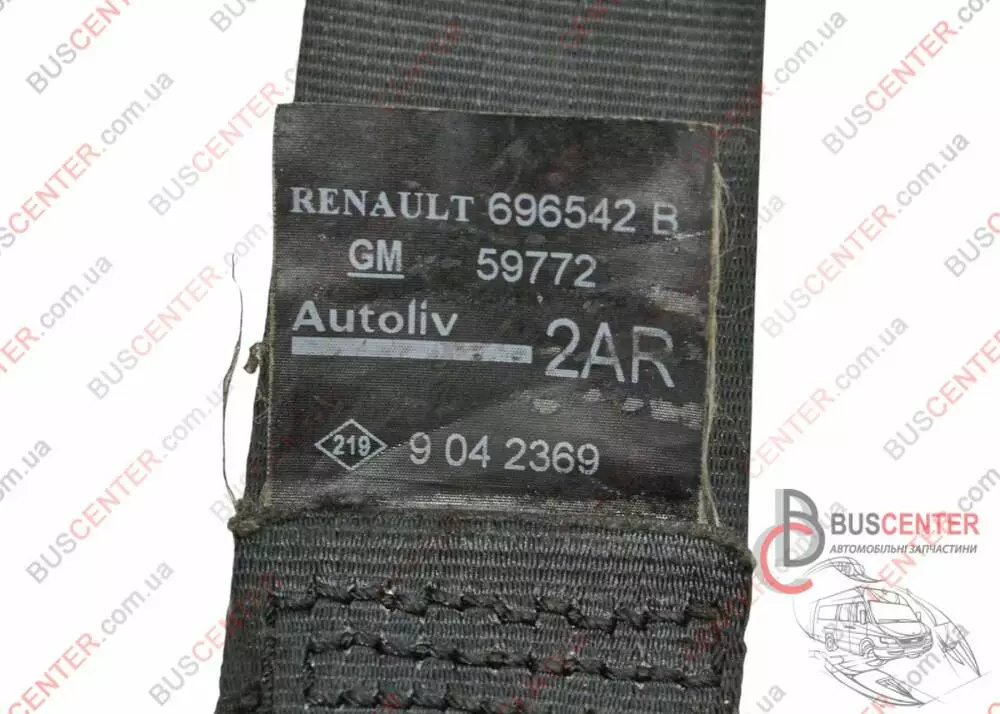 RENAULT 696542 B
GM 59772
Autoliv 2AR
219 9 04 2369
BUSCENTER
АВТОМОБІЛЬНІ ЗАПЧАСТИНИ
BUSCENTER.com.ua